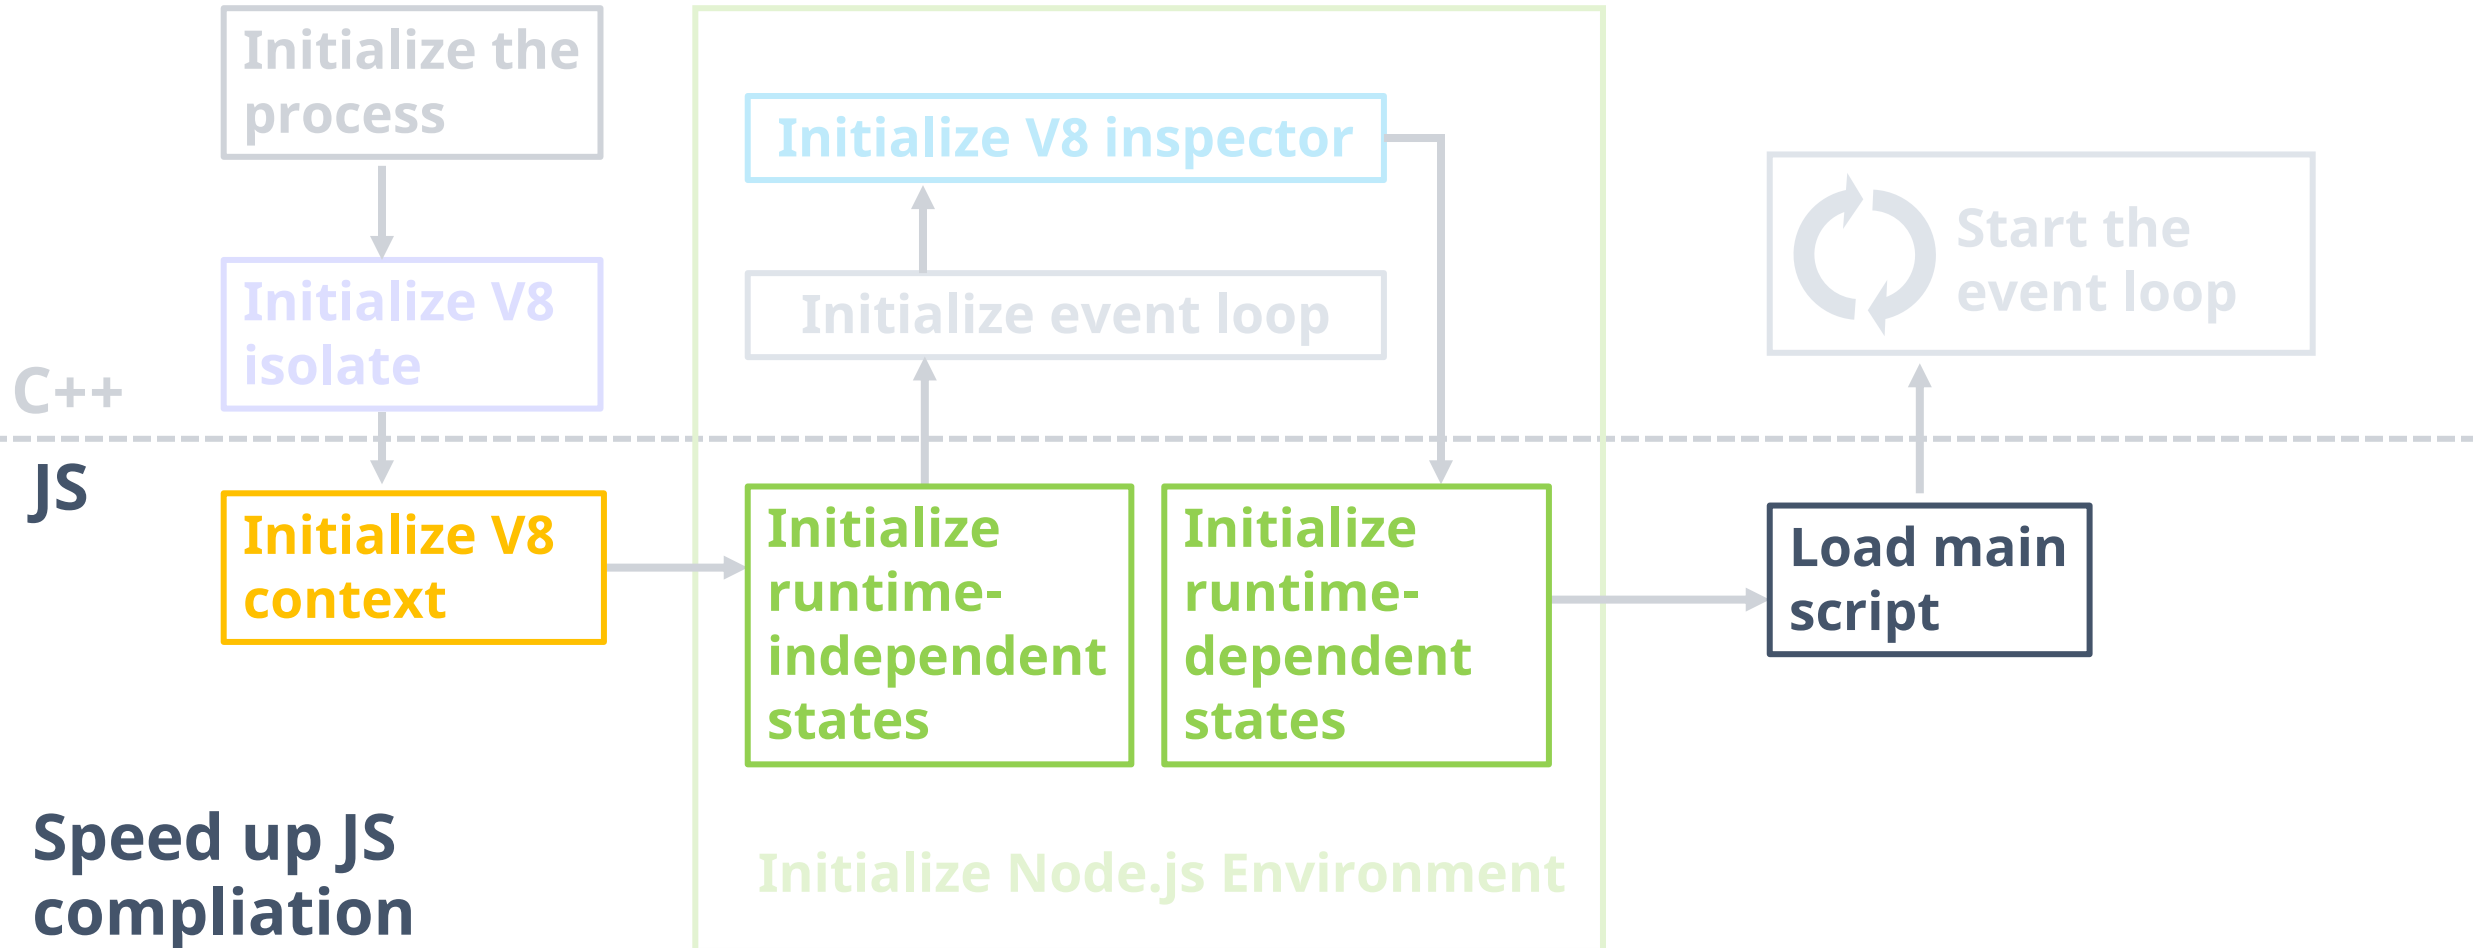 Initialize the
process
Initialize V8
isolate
C++
JS
Initialize V8
context
Initialize V8 inspector
Initialize event loop
Initialize
runtime-
independent
states
Initialize
runtime-
dependent
states
Initialize Node.js Environment
Start the
event loop
Load main
script
Speed up JS
compliation